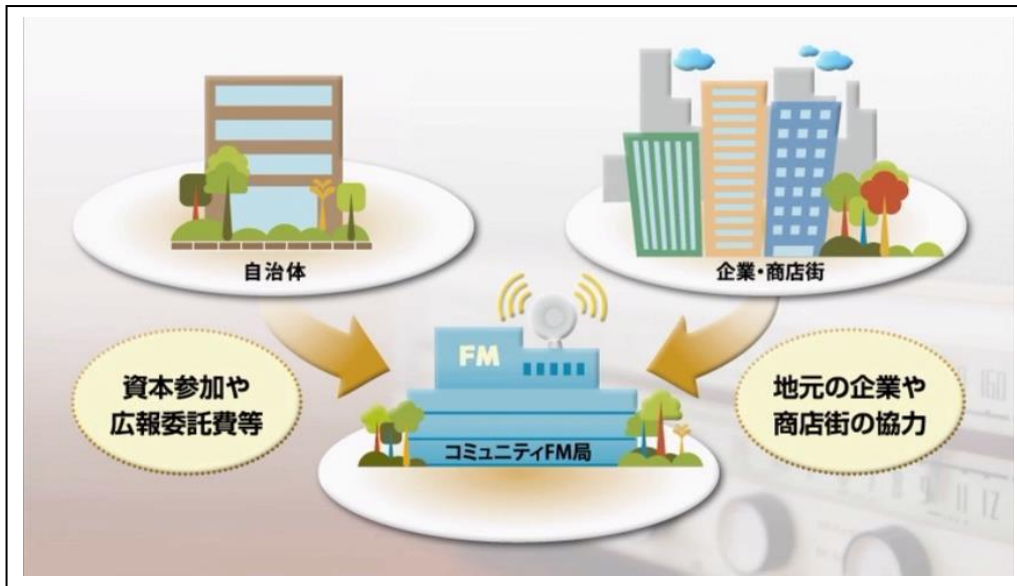 自治体
企業・商店街
FM
資本参加や
広報委託費等
地元の企業や
商店街の協力
コミュニティFM局